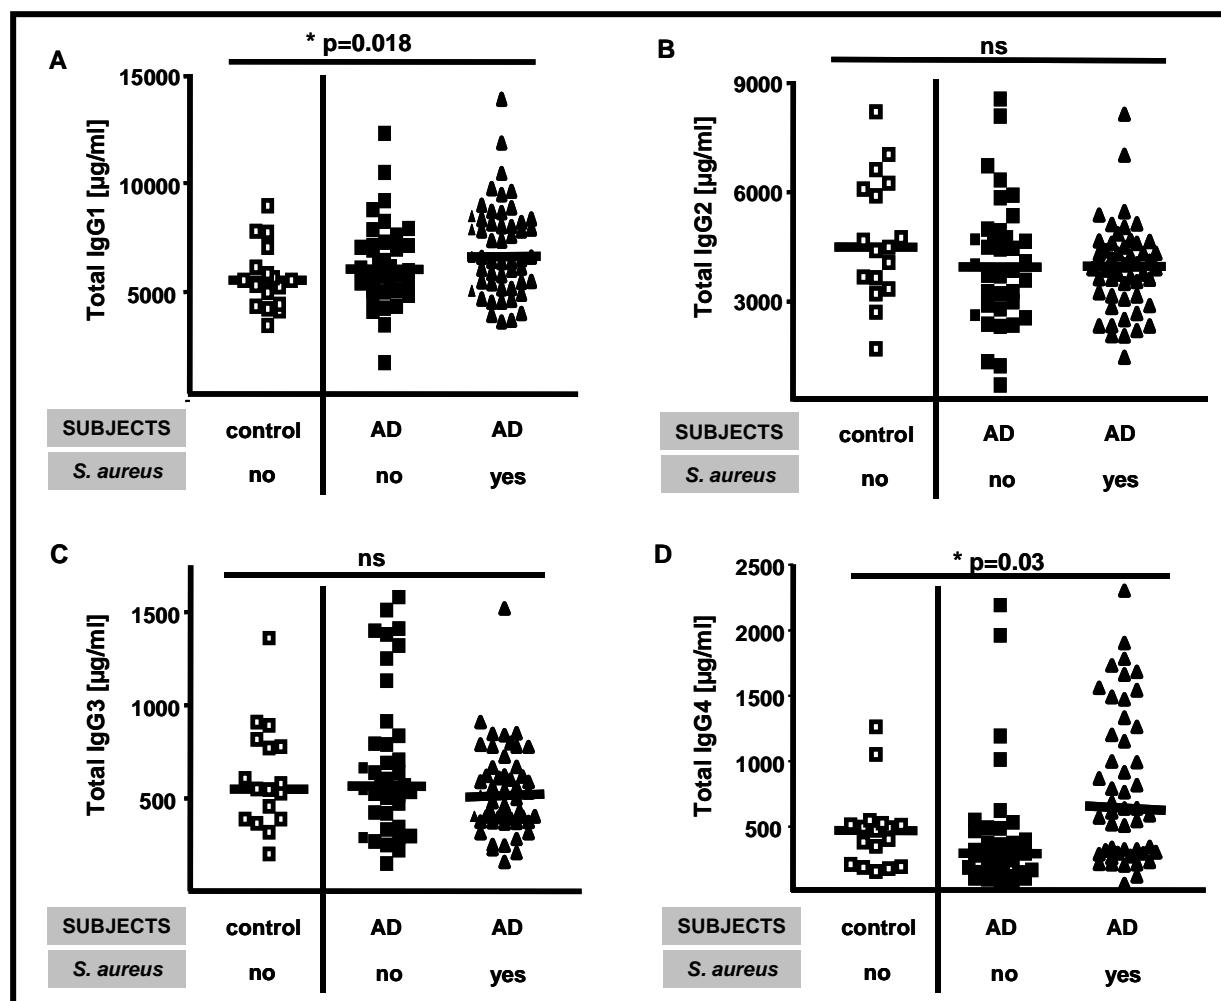 A
* p=0.018
15000
10000
5000
Total IgG1 [µg/ml]
SUBJECTS control AD AD
S. aureus no no yes
B
ns
9000
6000
3000
Total IgG2 [µg/ml]
SUBJECTS control AD AD
S. aureus no no yes
C
ns
1500
1000
500
Total IgG3 [µg/ml]
SUBJECTS control AD AD
S. aureus no no yes
D
* p=0.03
2500
2000
1500
1000
500
Total IgG4 [µg/ml]
SUBJECTS control AD AD
S. aureus no no yes